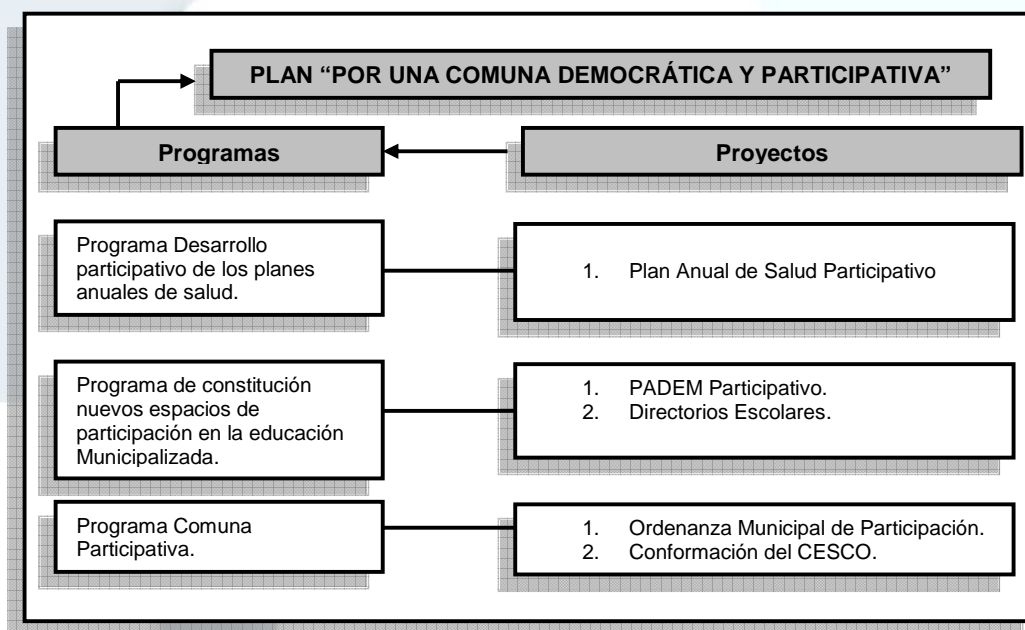 PLAN “POR UNA COMUNA DEMOCRÁTICA Y PARTICIPATIVA”
Programas
Proyectos
Programa Desarrollo
participativo de los planes
anuales de salud.
1. Plan Anual de Salud Participativo
Programa de constitución
nuevos espacios de
participación en la educación
Municipalizada.
1. PADEM Participativo.
2. Directorios Escolares.
Programa Comuna
Participativa.
1. Ordenanza Municipal de Participación.
2. Conformación del CESCO.